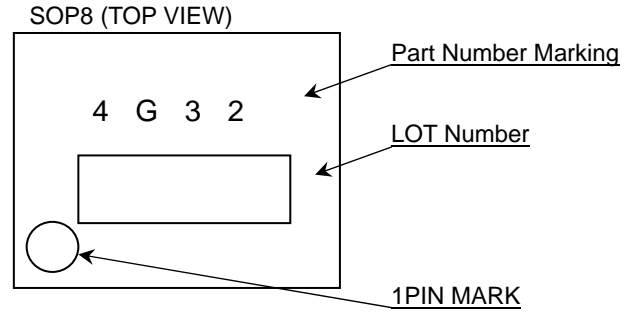 SOP8 (TOP VIEW)
Part Number Marking
4 G 3 2
LOT Number
1PIN MARK